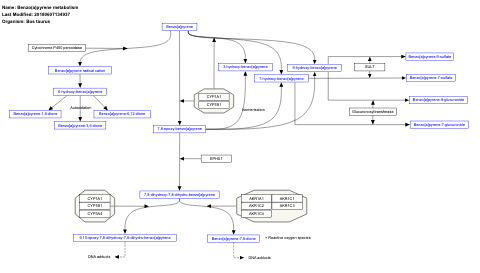 Name: Benzo(a)pyrene metabolism
Last Modified: 20180607134937
Organism: Bos taurus
Benzo[a]pyrene
Cytochrome P450 peroxidase
Benzo[a]pyrene radical cation
3-hydroxy-benzo[a]pyrene
9-hydroxy-benzo[a]pyrene
7-hydroxy-benzo[a]pyrene
Benzo[a]pyrene-9-sulfate
SULT
Benzo[a]pyrene-7-sulfate
6-hydroxy-benzo[a]pyrene
CYP1A1
CYP1B1
Benzo[a]pyrene-9-glucuronide
Autoxidation
Isomerisation
Glucuronosyltransferase
Benzo[a]pyrene-1,6-dione
Benzo[a]pyrene-6,12-dione
Benzo[a]pyrene-3,6-dione
7,8-epoxy-benzo[a]pyrene
Benzo[a]pyrene-7-glucuronide
EPHX1
7,8-dihydroxy-7,8-dihydro-benzo[a]pyrene
CYP1A1
CYP1B1
CYP3A4
AKR1A1
AKR1C1
AKR1C2
AKR1C3
AKR1C4
9,10-epoxy-7,8-dihydroxy-7,8-dihydro-benzo[a]pyrene
Benzo[a]pyrene-7,8-dione
+ Reactive oxygen species
DNA adducts
DNA adducts